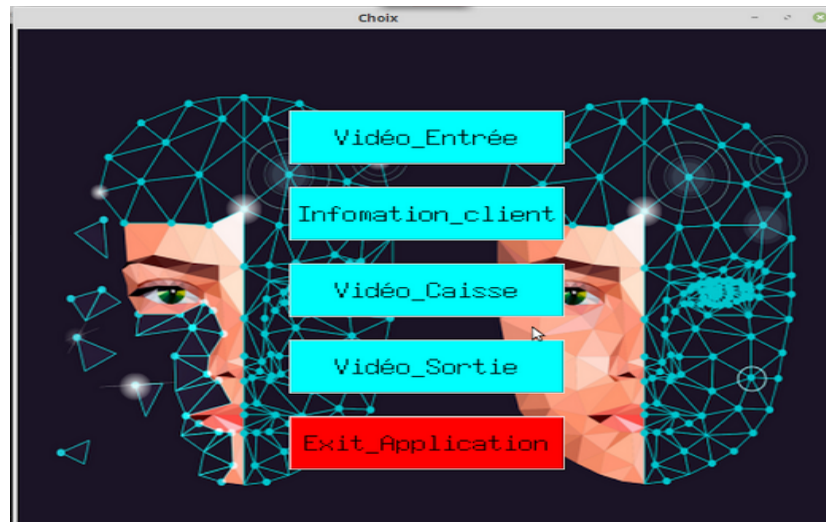 Choix
Vidéo_Entrée
Infomation_client
Vidéo_Caisse
Vidéo_Sortie
Exit_Application